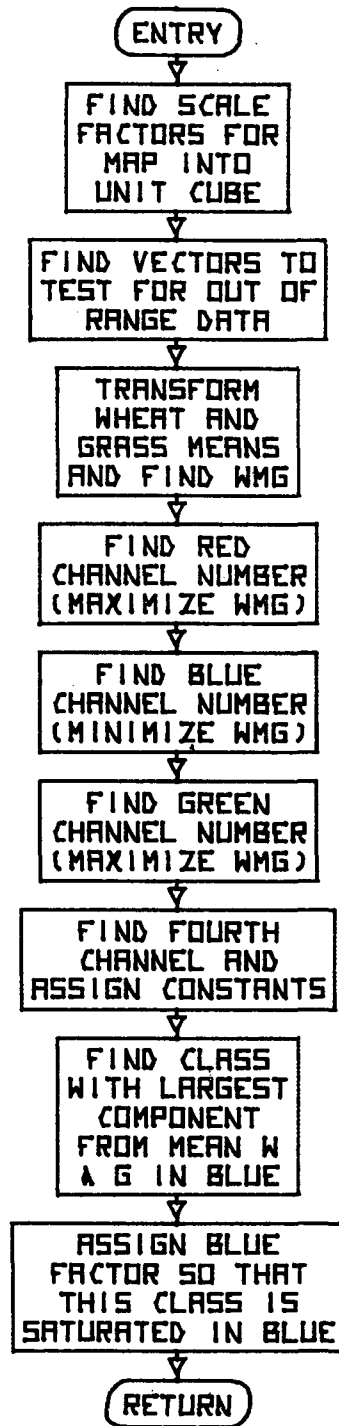 ENTRY
FIND SCALE
FACTORS FOR
MAP INTO
UNIT CUBE
FIND VECTORS TO
TEST FOR OUT OF
RANGE DATA
TRANSFORM
WHEAT AND
GRASS MEANS
AND FIND WMG
FIND RED
CHANNEL NUMBER
(MAXIMIZE WMG)
FIND BLUE
CHANNEL NUMBER
(MINIMIZE WMG)
FIND GREEN
CHANNEL NUMBER
(MAXIMIZE WMG)
FIND FOURTH
CHANNEL AND
ASSIGN CONSTANTS
FIND CLASS
WITH LARGEST
COMPONENT
FROM MEAN W
& G IN BLUE
ASSIGN BLUE
FACTOR SO THAT
THIS CLASS IS
SATURATED IN BLUE
RETURN